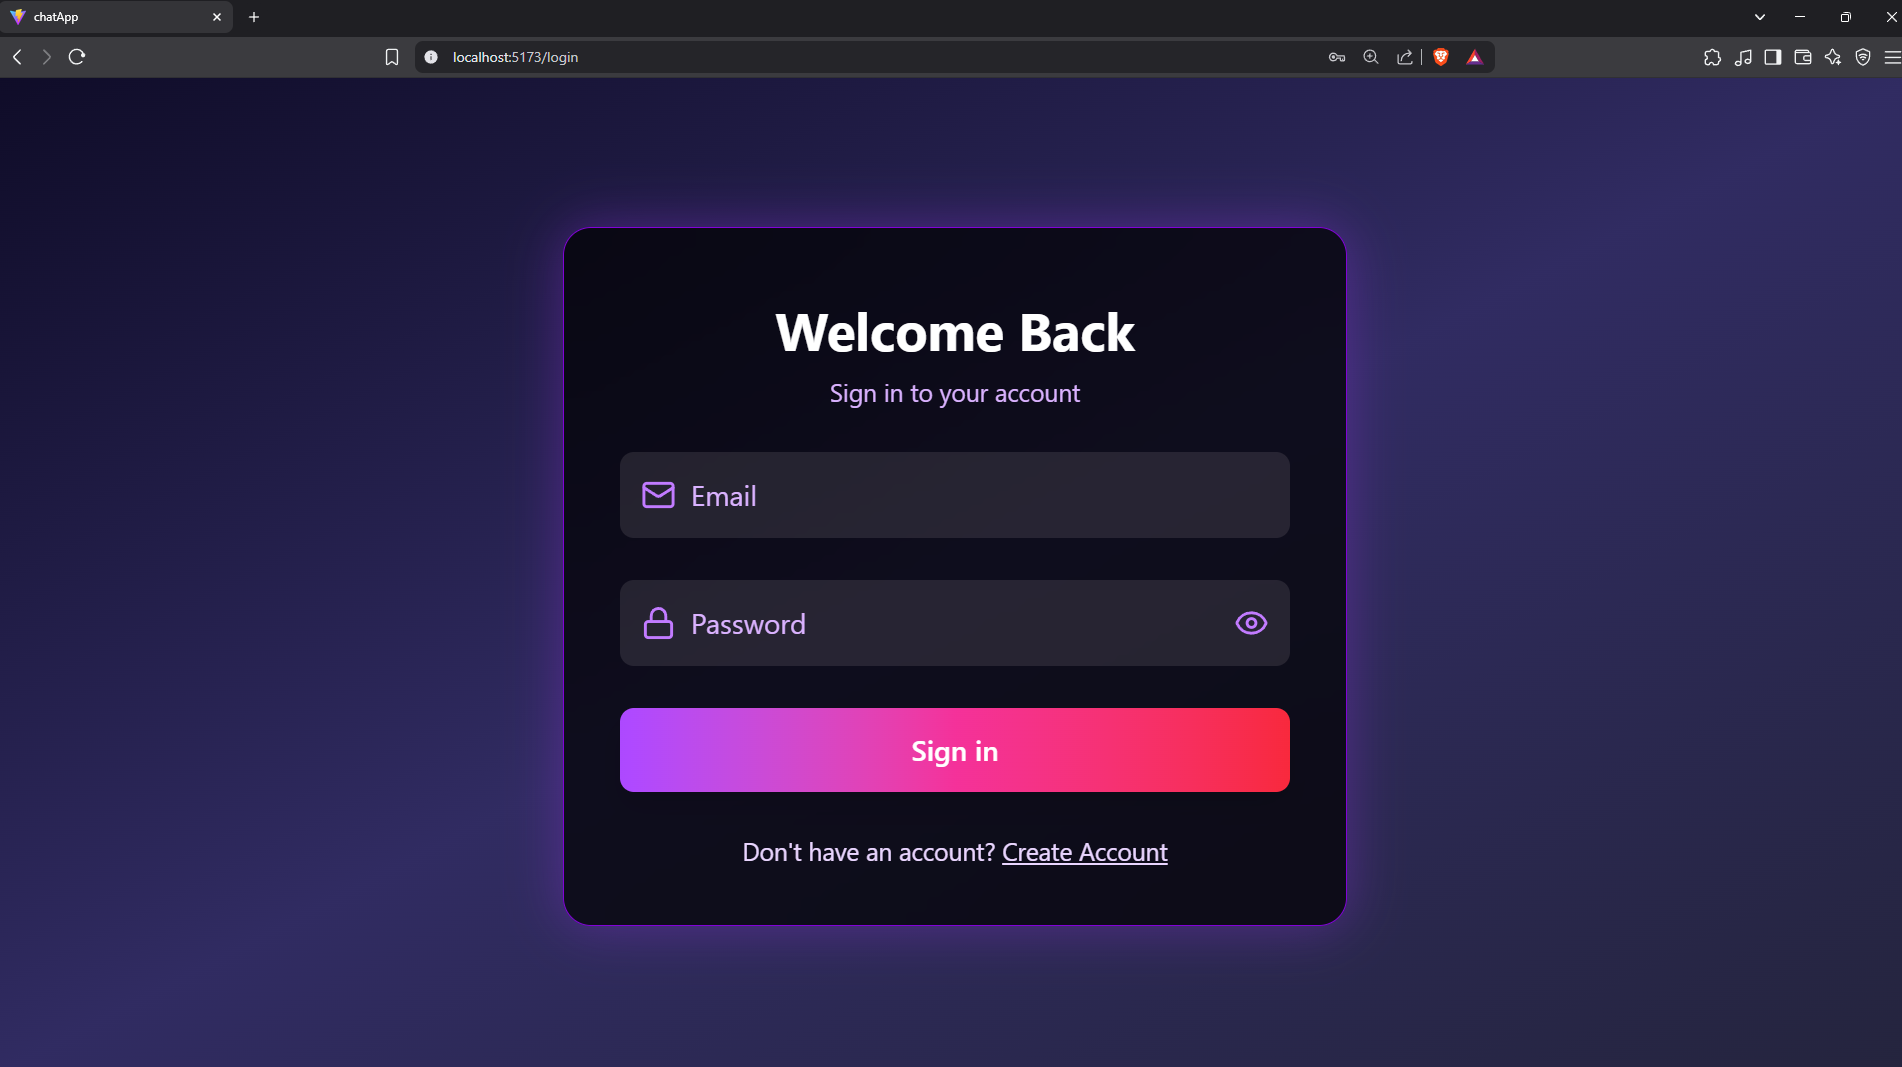 chatApp
localhost:5173/login
Welcome Back
Sign in to your account
Email
Password
Sign in
Don't have an account? Create Account